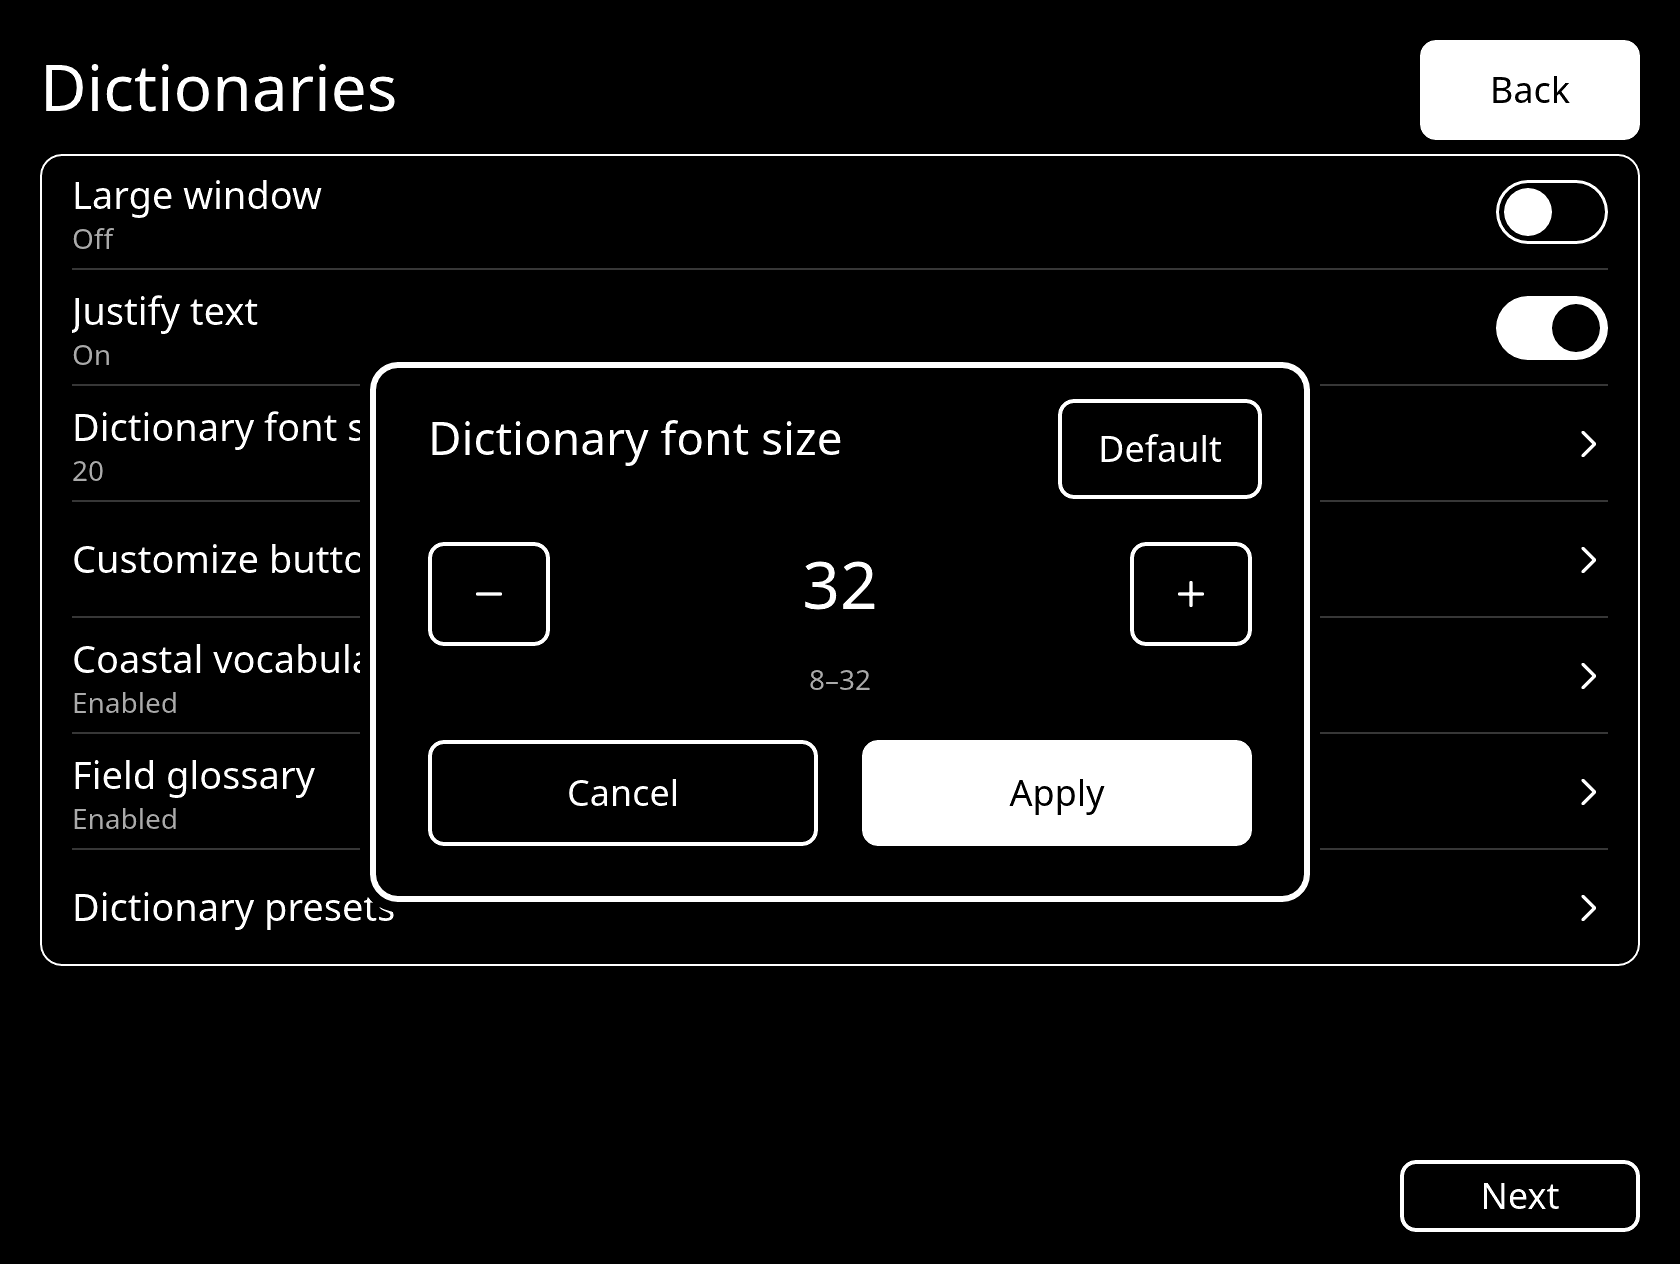 Dictionaries
Back
Large window
Off
Justify text
On
Dictionary font s
20
Customize butto
Coastal vocabula
Enabled
Field glossary
Enabled
Dictionary presets
Dictionary font size
Default
−
32
+
8–32
Cancel
Apply
Next